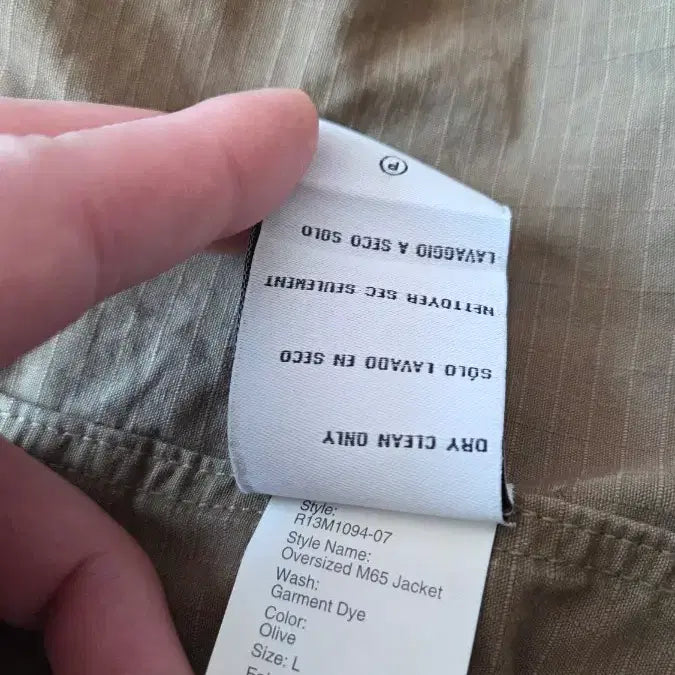 DRY CLEAN ONLY
SÓLO LAVADO EN SECO
NETTOYER SEC SEULEMENT
LAVAGGIO A SECO SOLO
P
Style:
R13M1094-07
Style Name:
Oversized M65 Jacket
Wash:
Garment Dye
Color:
Olive
Size: L